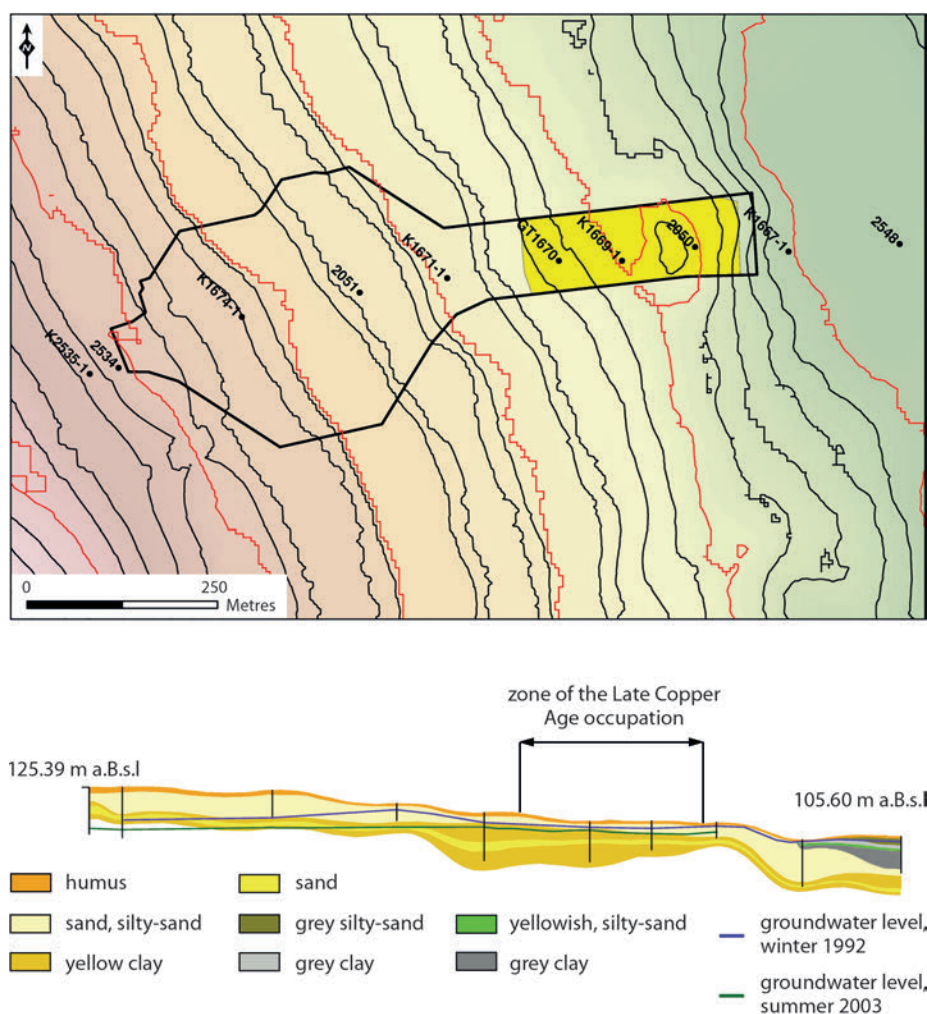 N
K2535-1
2534
K1674-1
2051
K1671-1
GT1670
K1669-1
2950
K1667-1
2548
0 250
Metres
zone of the Late Copper
Age occupation
125.39 m a.B.s.l
105.60 m a.B.s.l
humus
sand
sand, silty-sand
grey silty-sand
yellowish, silty-sand
yellow clay
grey clay
grey clay
groundwater level,
winter 1992
groundwater level,
summer 2003